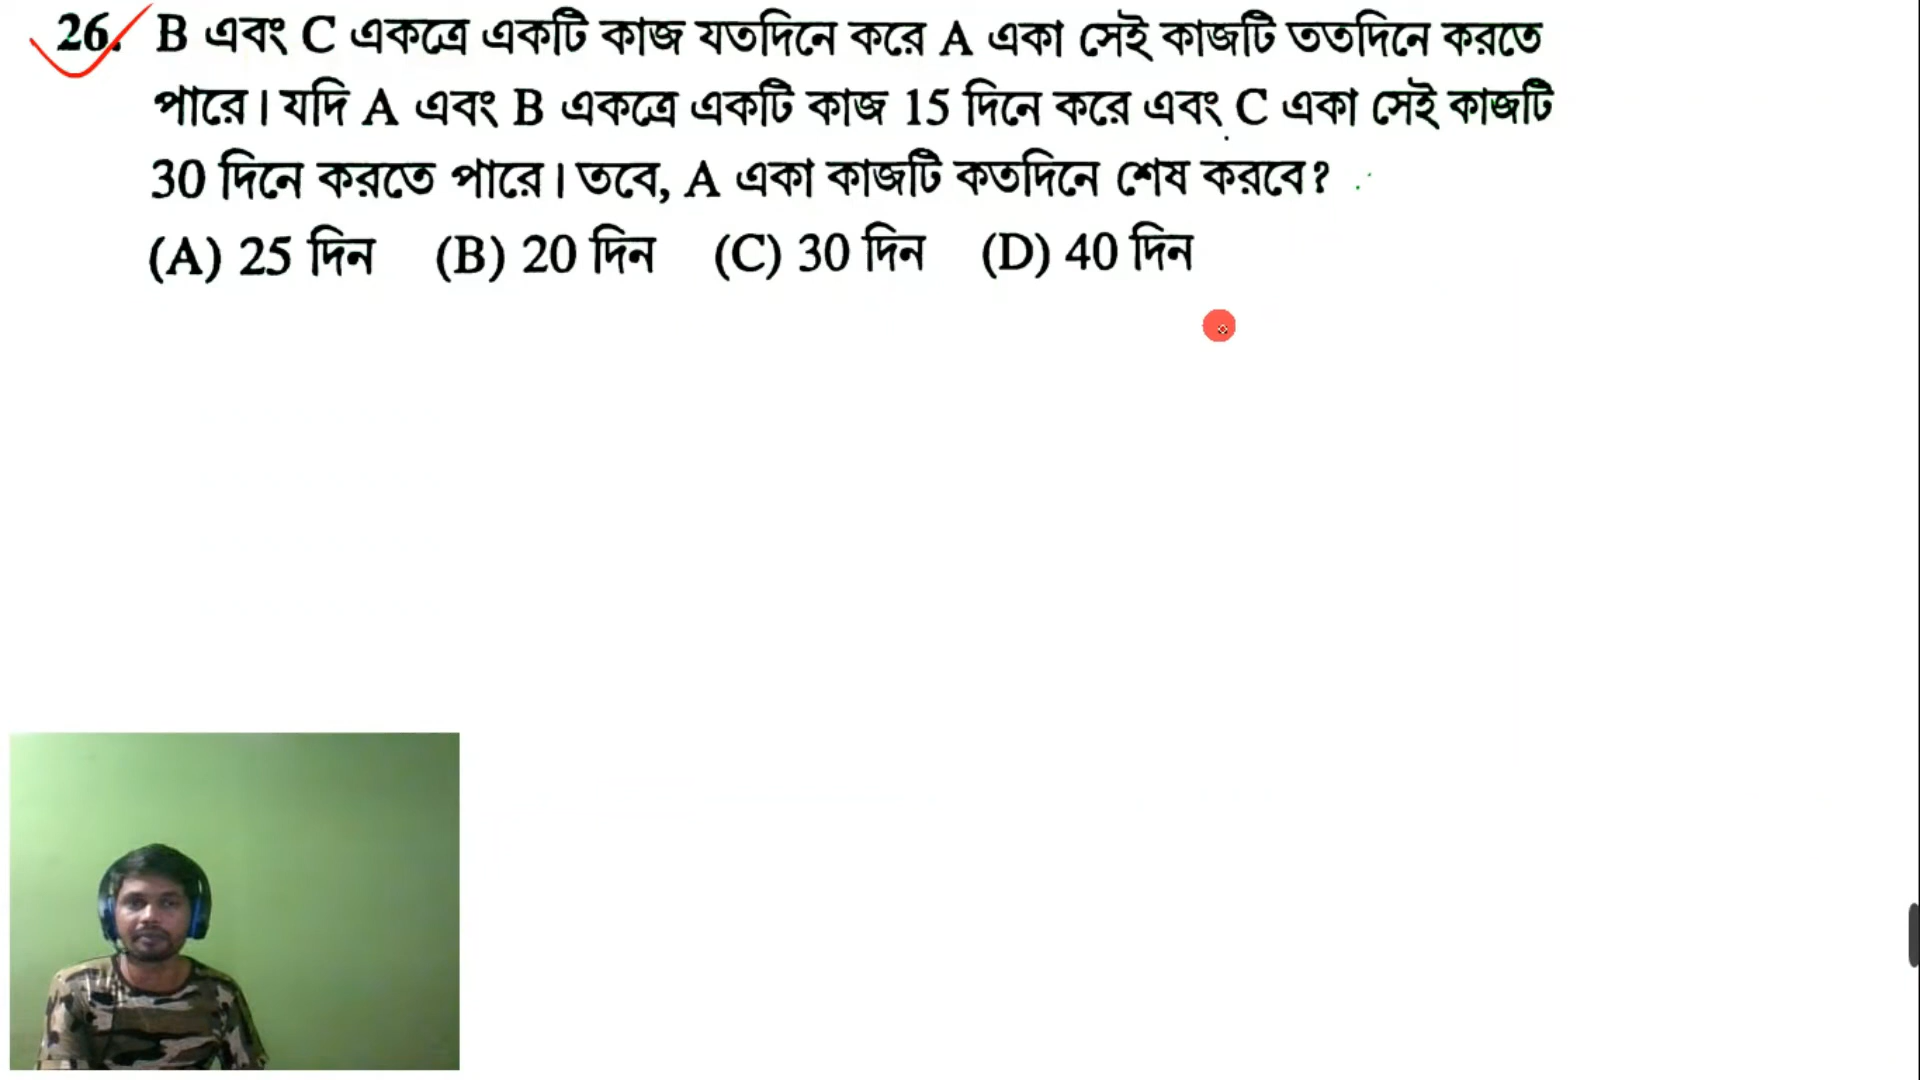 26. B এবং C একত্রে একটি কাজ যতদিনে করে A একা সেই কাজটি ততদিনে করতে
পারে। যদি A এবং B একত্রে একটি কাজ 15 দিনে করে এবং C একা সেই কাজটি
30 দিনে করতে পারে। তবে, A একা কাজটি কতদিনে শেষ করবে?
(A) 25 দিন (B) 20 দিন (C) 30 দিন (D) 40 দিন